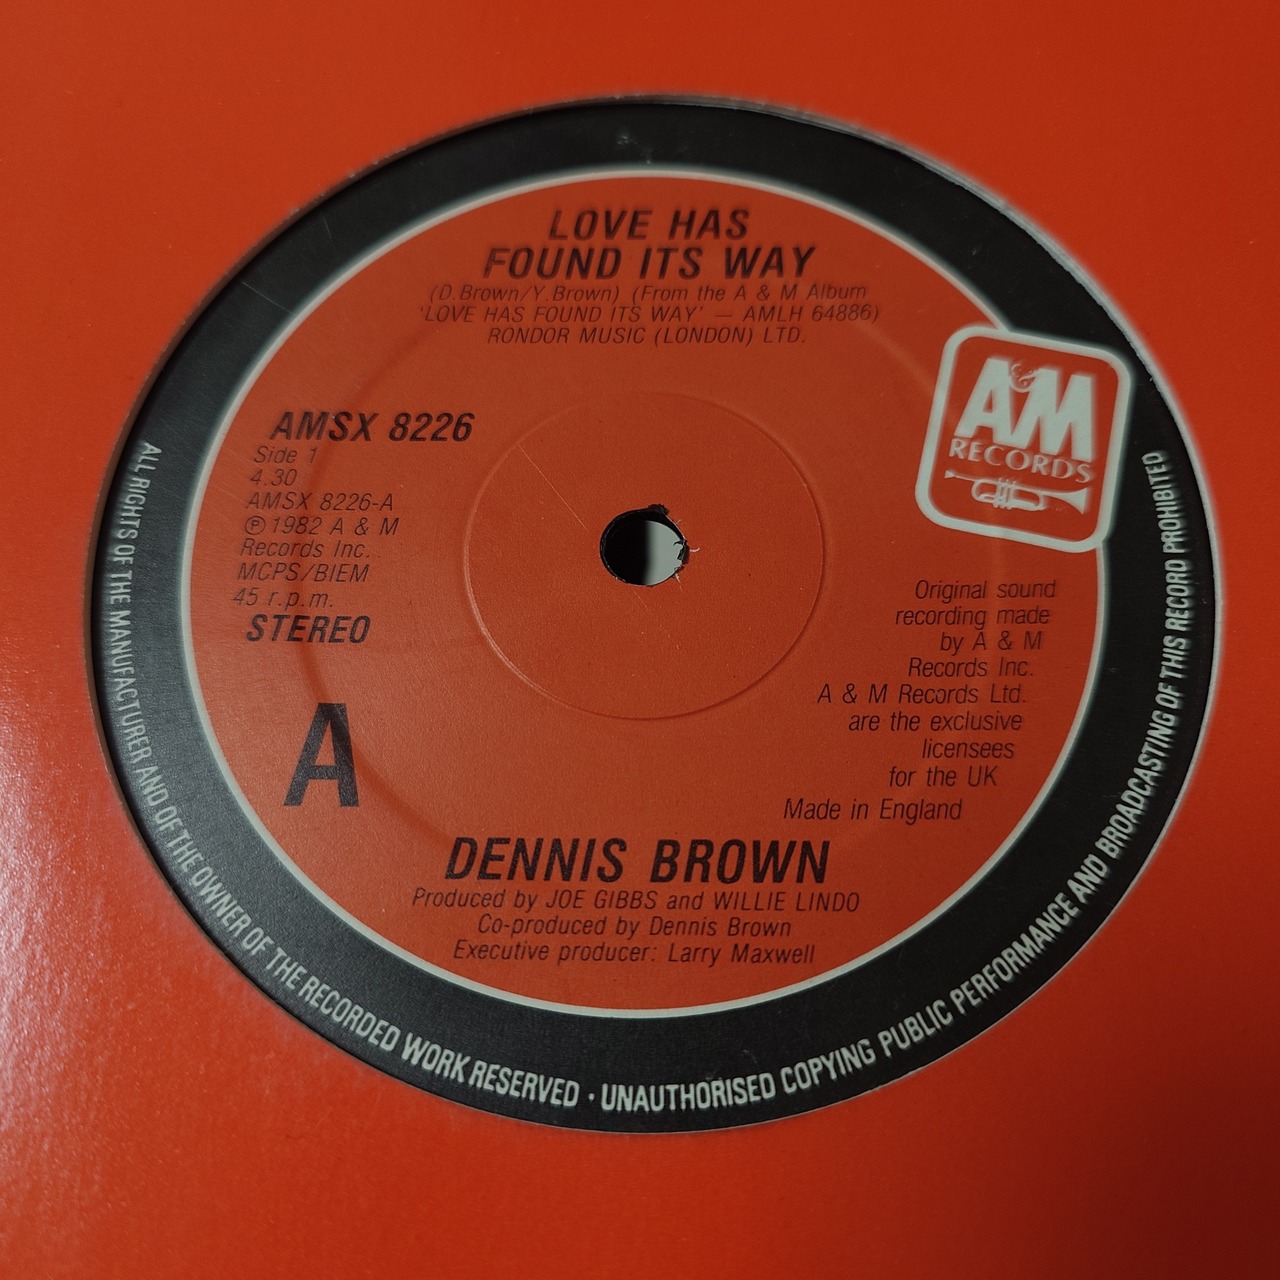 LOVE HAS
FOUND ITS WAY
(D.Brown/Y.Brown) (From the A & M Album
'LOVE HAS FOUND ITS WAY' — AMLH 64886)
RONDOR MUSIC (LONDON) LTD.
A&M
RECORDS
AMSX 8226
Side 1
4.30
AMSX 8226-A
℗ 1982 A & M
Records Inc.
MCPS/BIEM
45 r.p.m.
STEREO
A
Original sound
recording made
by A & M
Records Inc.
A & M Records Ltd.
are the exclusive
licensees
for the UK
Made in England
DENNIS BROWN
Produced by JOE GIBBS and WILLIE LINDO
Co-produced by Dennis Brown
Executive producer: Larry Maxwell
ALL RIGHTS OF THE MANUFACTURER AND OF THE OWNER OF THE RECORDED WORK RESERVED · UNAUTHORISED COPYING PUBLIC PERFORMANCE AND BROADCASTING OF THIS RECORD PROHIBITED